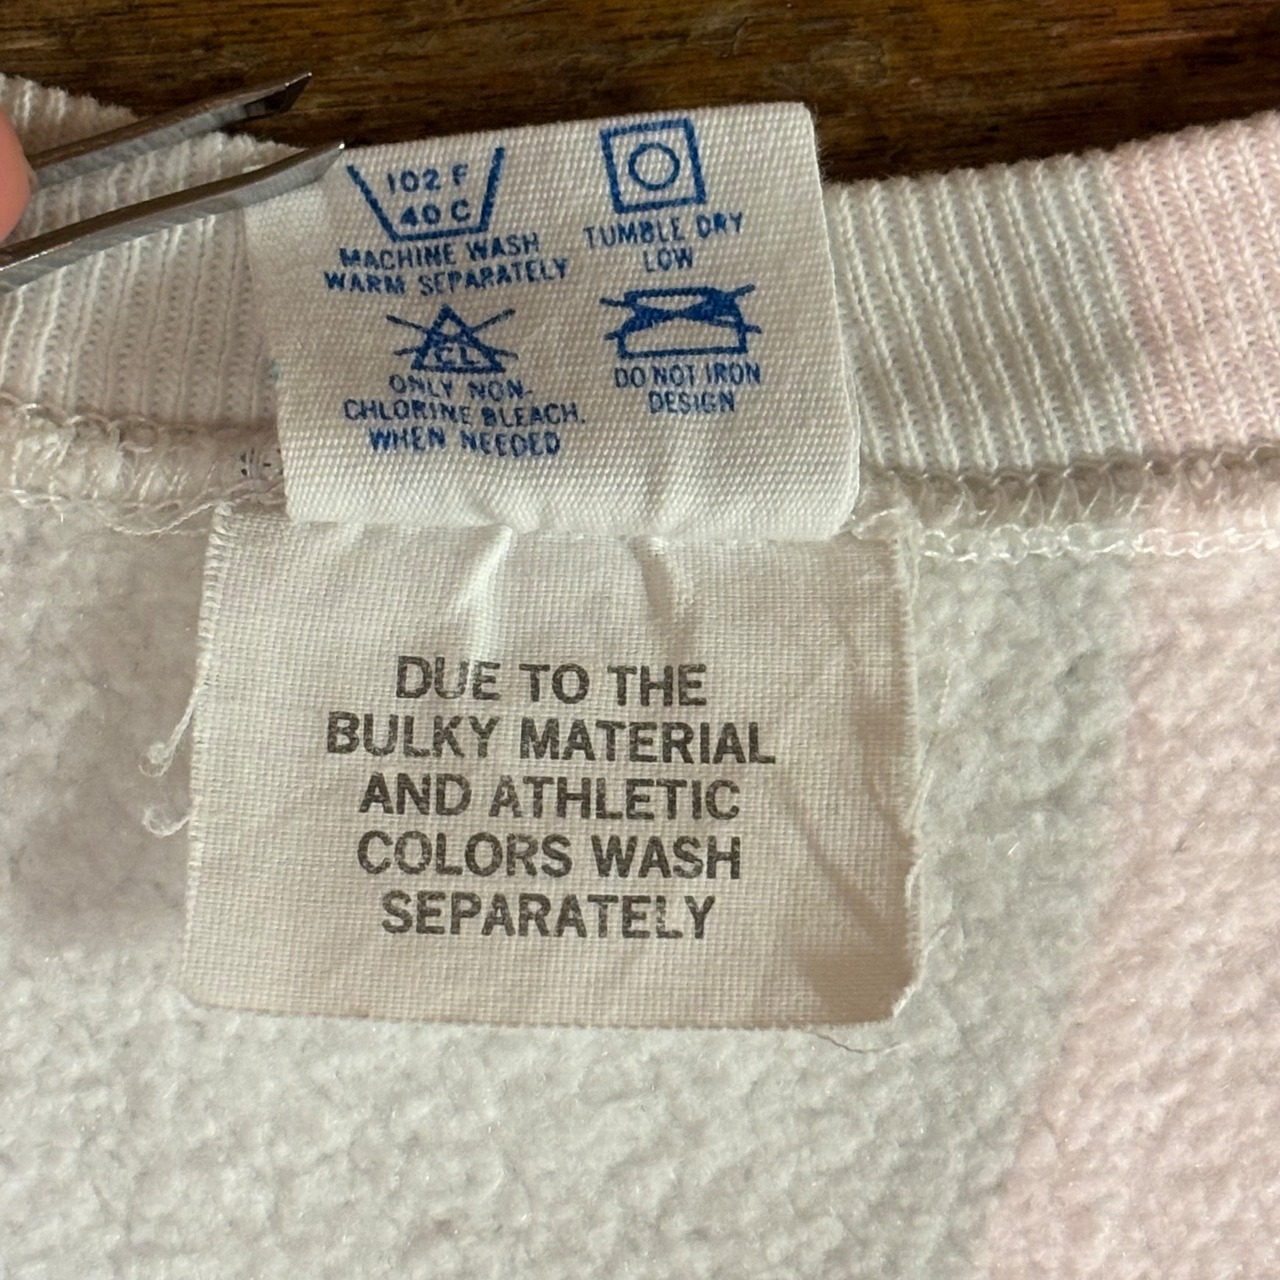 102 F
40 C
MACHINE WASH
WARM SEPARATELY
TUMBLE DRY
LOW
CL
ONLY NON-
CHLORINE BLEACH.
WHEN NEEDED
DO NOT IRON
DESIGN
DUE TO THE
BULKY MATERIAL
AND ATHLETIC
COLORS WASH
SEPARATELY